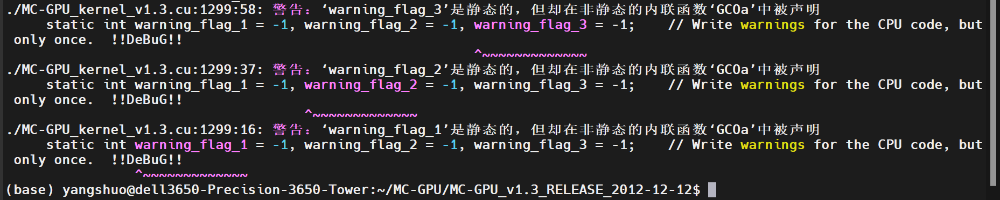 ./MC-GPU_kernel_v1.3.cu:1299:58: 警告：‘warning_flag_3’是静态的，但却在非静态的内联函数‘GCOa’中被声明
     static int warning_flag_1 = -1, warning_flag_2 = -1, warning_flag_3 = -1;    // Write warnings for the CPU code, but
 only once.  !!DeBuG!!
                                                          ^~~~~~~~~~~~~~
./MC-GPU_kernel_v1.3.cu:1299:37: 警告：‘warning_flag_2’是静态的，但却在非静态的内联函数‘GCOa’中被声明
     static int warning_flag_1 = -1, warning_flag_2 = -1, warning_flag_3 = -1;    // Write warnings for the CPU code, but
 only once.  !!DeBuG!!
                                     ^~~~~~~~~~~~~~
./MC-GPU_kernel_v1.3.cu:1299:16: 警告：‘warning_flag_1’是静态的，但却在非静态的内联函数‘GCOa’中被声明
     static int warning_flag_1 = -1, warning_flag_2 = -1, warning_flag_3 = -1;    // Write warnings for the CPU code, but
 only once.  !!DeBuG!!
                ^~~~~~~~~~~~~~
(base) yangshuo@dell3650-Precision-3650-Tower:~/MC-GPU/MC-GPU_v1.3_RELEASE_2012-12-12$